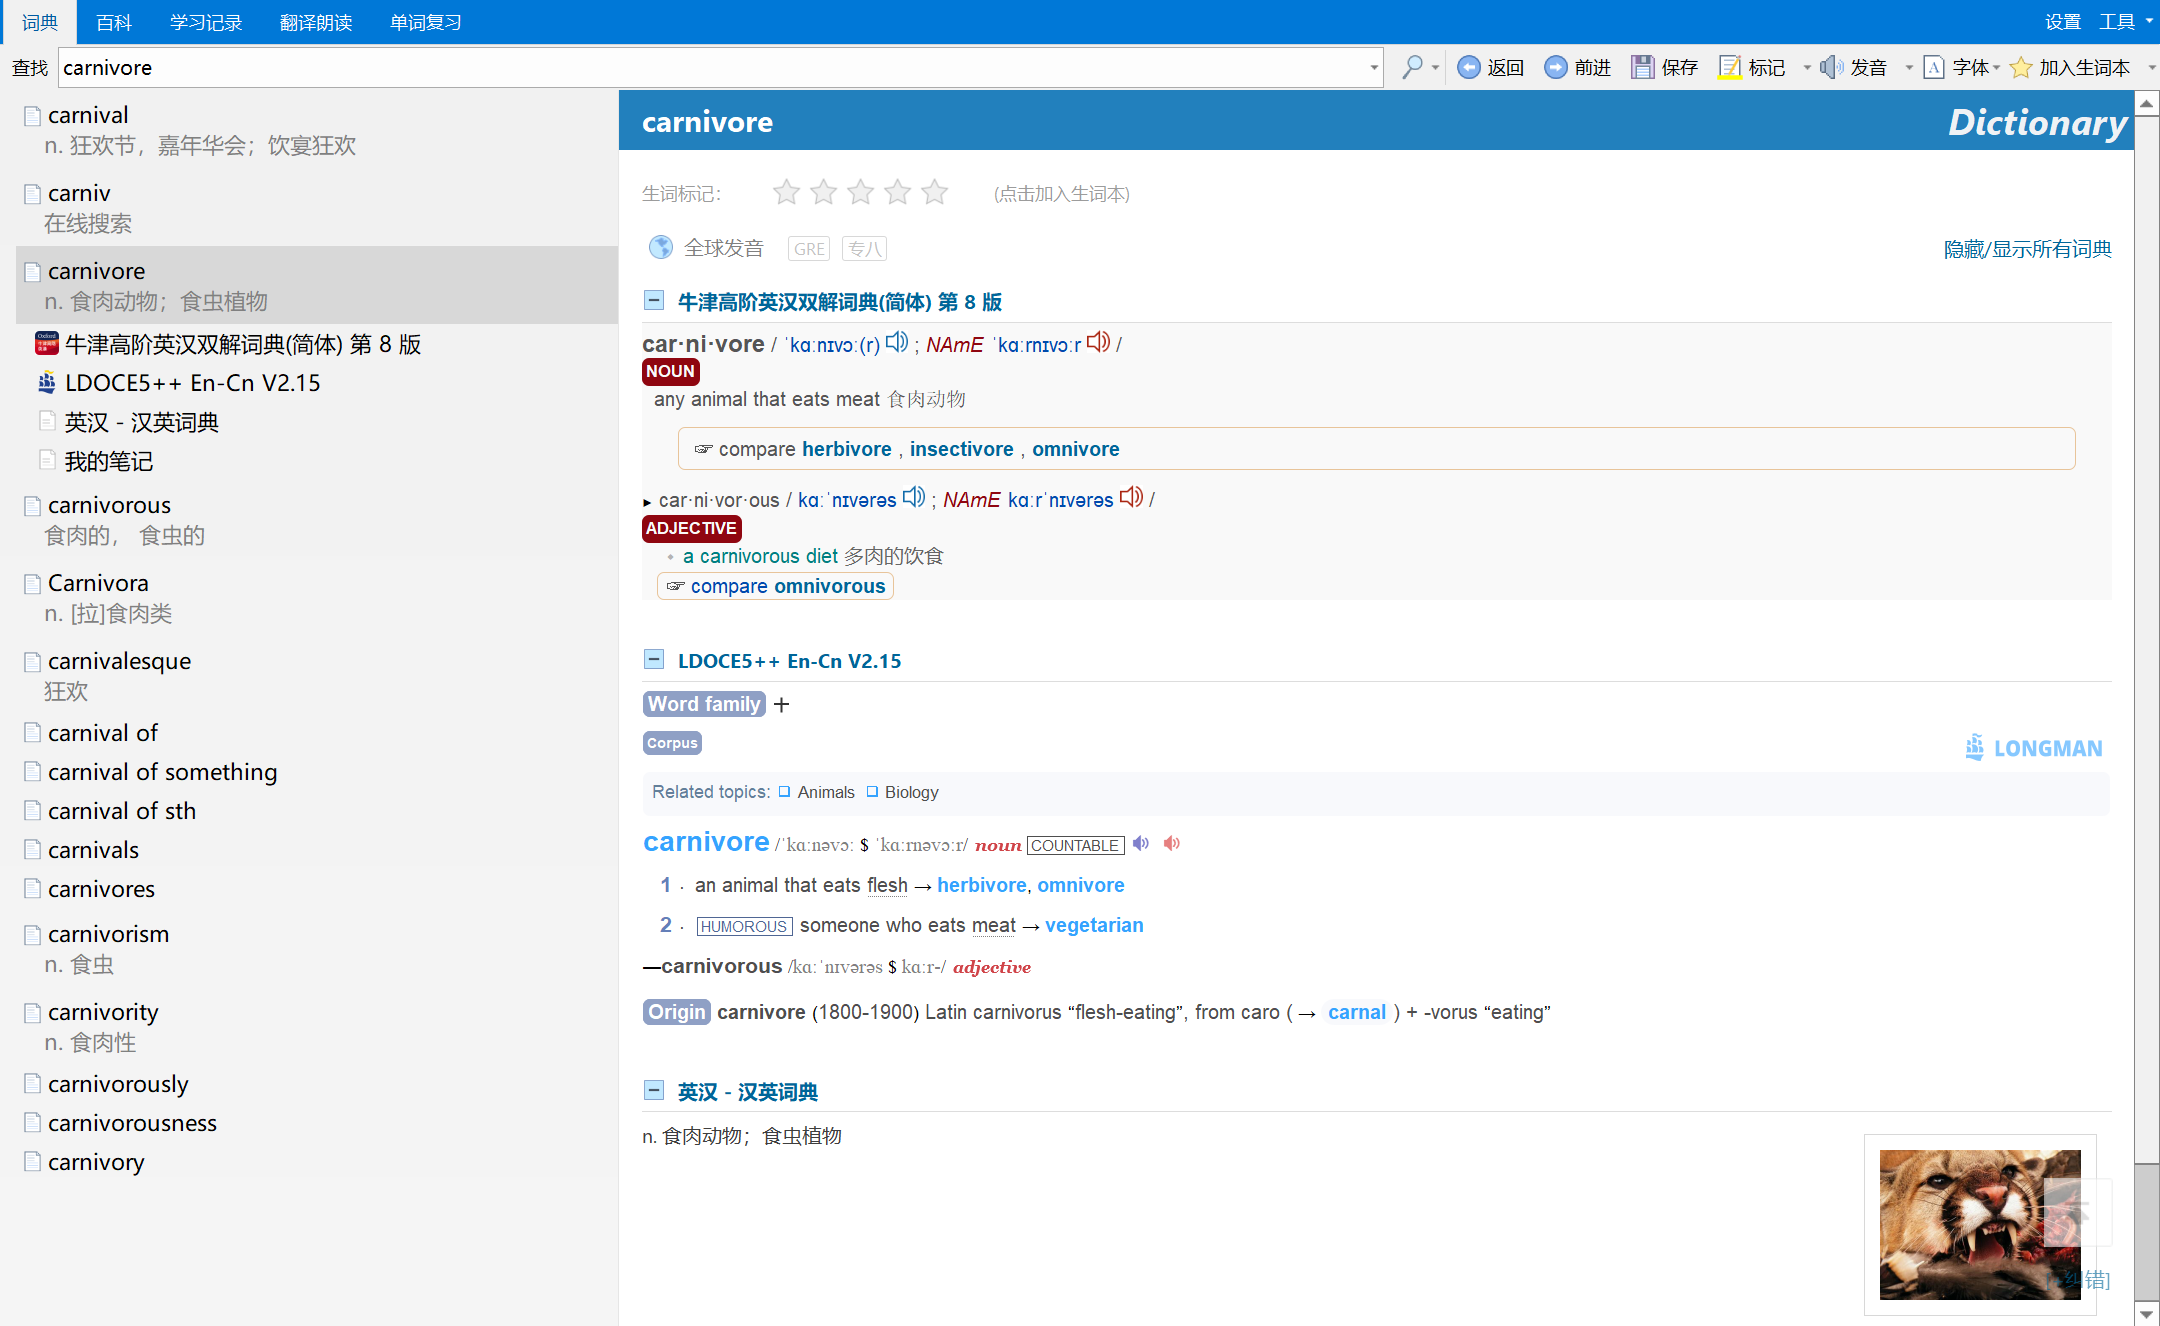 词典 百科 学习记录 翻译朗读 单词复习 设置 工具
查找 carnivore 返回 前进 保存 标记 发音 字体 加入生词本
carnival
n. 狂欢节，嘉年华会；饮宴狂欢
carniv
在线搜索
carnivore
n. 食肉动物；食虫植物
牛津高阶英汉双解词典(简体) 第 8 版
LDOCE5++ En-Cn V2.15
英汉 - 汉英词典
我的笔记
carnivorous
食肉的， 食虫的
Carnivora
n. [拉]食肉类
carnivalesque
狂欢
carnival of
carnival of something
carnival of sth
carnivals
carnivores
carnivorism
n. 食虫
carnivority
n. 食肉性
carnivorously
carnivorousness
carnivory
carnivore Dictionary
生词标记： (点击加入生词本)
全球发音 GRE 专八 隐藏/显示所有词典
牛津高阶英汉双解词典(简体) 第 8 版
car·ni·vore / ˈkɑːnɪvɔː(r) ; NAmE ˈkɑːrnɪvɔːr /
NOUN
any animal that eats meat 食肉动物
☞ compare herbivore , insectivore , omnivore
▸ car·ni·vor·ous / kɑːˈnɪvərəs ; NAmE kɑːrˈnɪvərəs /
ADJECTIVE
a carnivorous diet 多肉的饮食
☞ compare omnivorous
LDOCE5++ En-Cn V2.15
Word family +
Corpus
LONGMAN
Related topics: Animals Biology
carnivore /ˈkɑːnəvɔː $ ˈkɑːrnəvɔːr/ noun COUNTABLE
1 · an animal that eats flesh → herbivore, omnivore
2 · HUMOROUS someone who eats meat → vegetarian
—carnivorous /kɑːˈnɪvərəs $ kɑːr-/ adjective
Origin carnivore (1800-1900) Latin carnivorus “flesh-eating”, from caro ( → carnal ) + -vorus “eating”
英汉 - 汉英词典
n. 食肉动物；食虫植物
纠错]